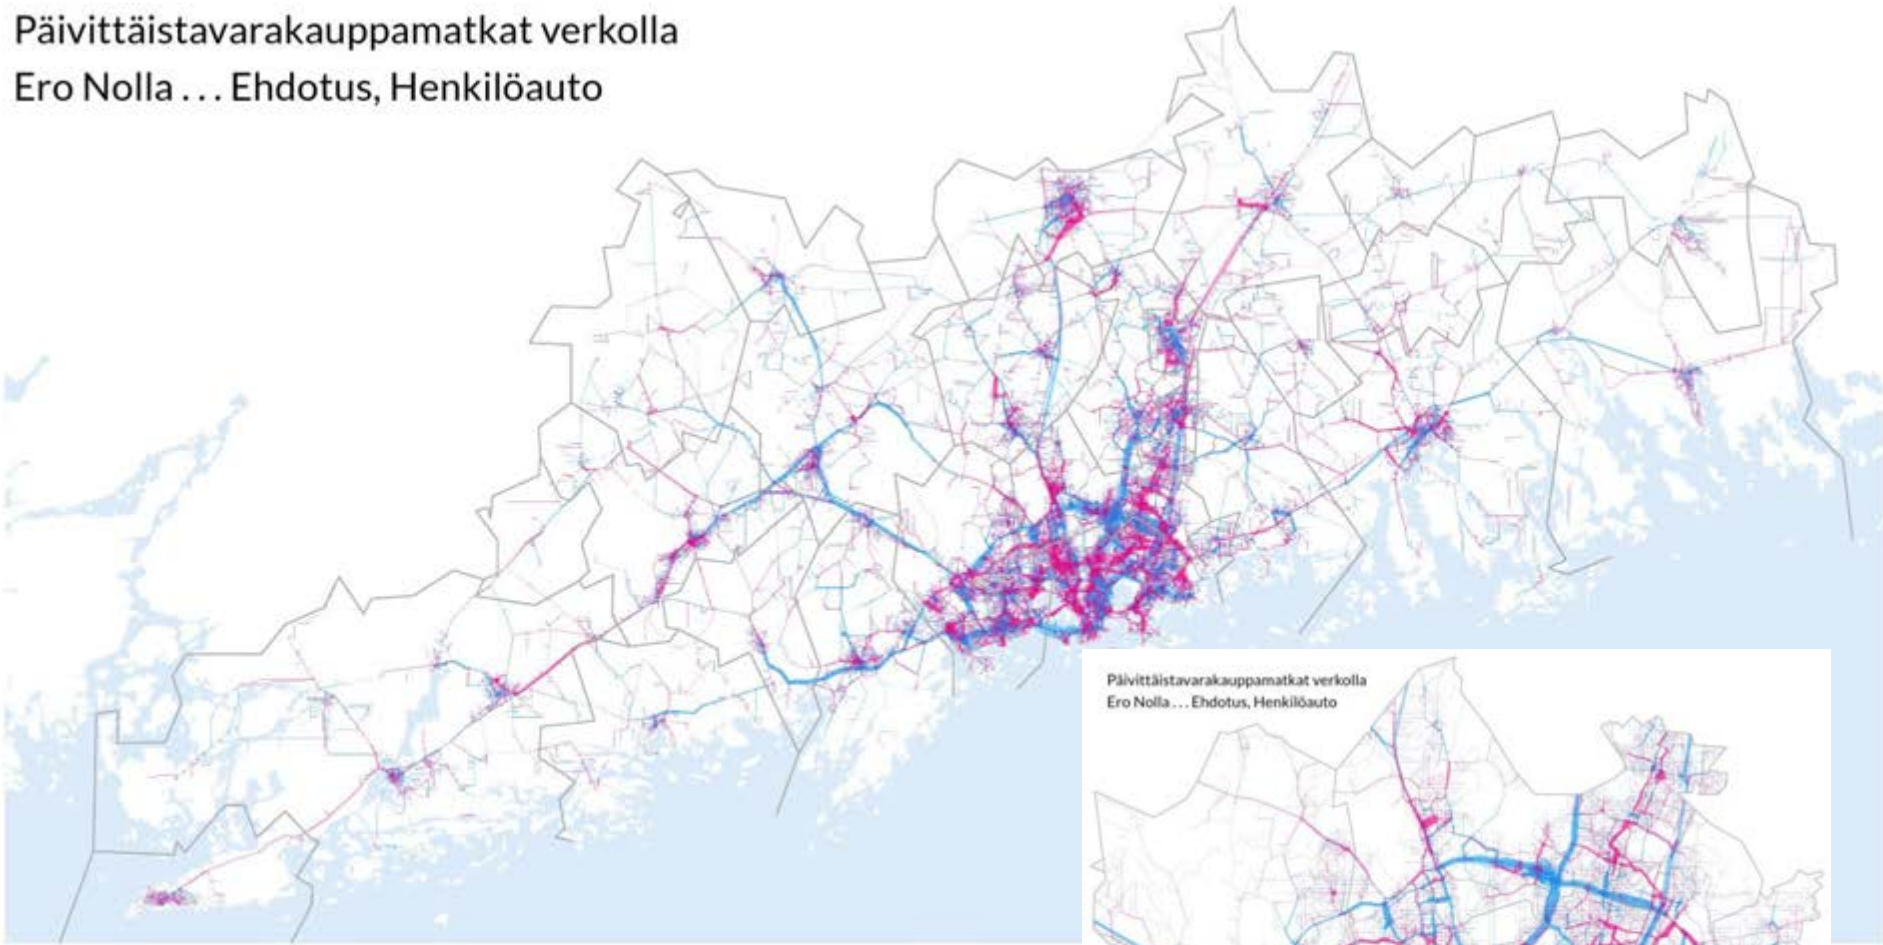 Päivittäistavarakauppamatkat verkolla
Ero Nolla . . . Ehdotus, Henkilöauto
Päivittäistavarakauppamatkat verkolla
Ero Nolla . . . Ehdotus, Henkilöauto